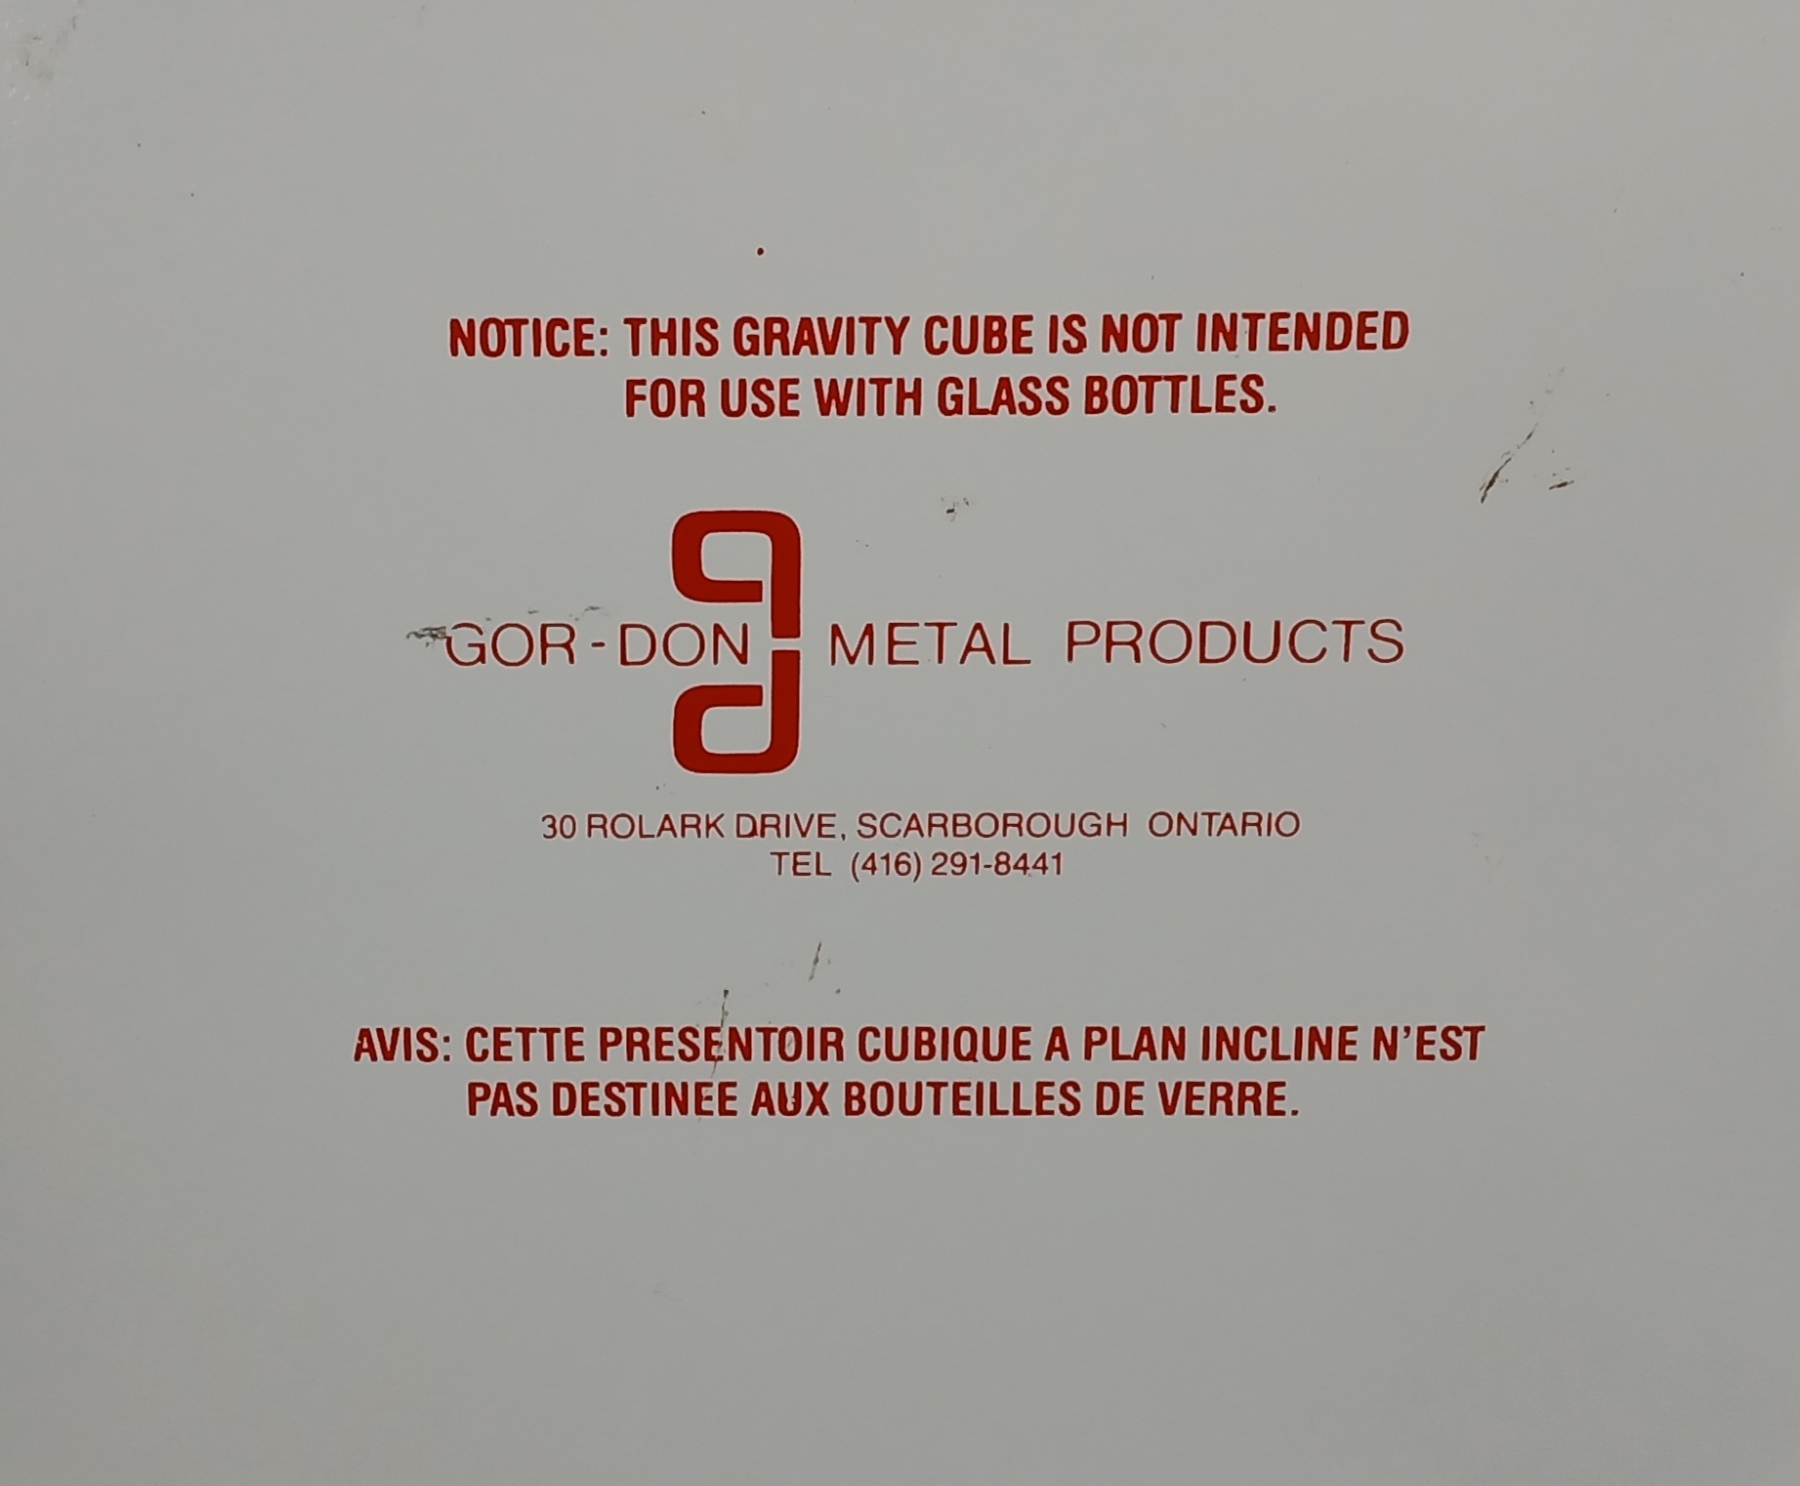 NOTICE: THIS GRAVITY CUBE IS NOT INTENDED
FOR USE WITH GLASS BOTTLES.
gd
GOR-DON METAL PRODUCTS
30 ROLARK DRIVE, SCARBOROUGH ONTARIO
TEL (416) 291-8441
AVIS: CETTE PRESENTOIR CUBIQUE A PLAN INCLINE N'EST
PAS DESTINEE AUX BOUTEILLES DE VERRE.